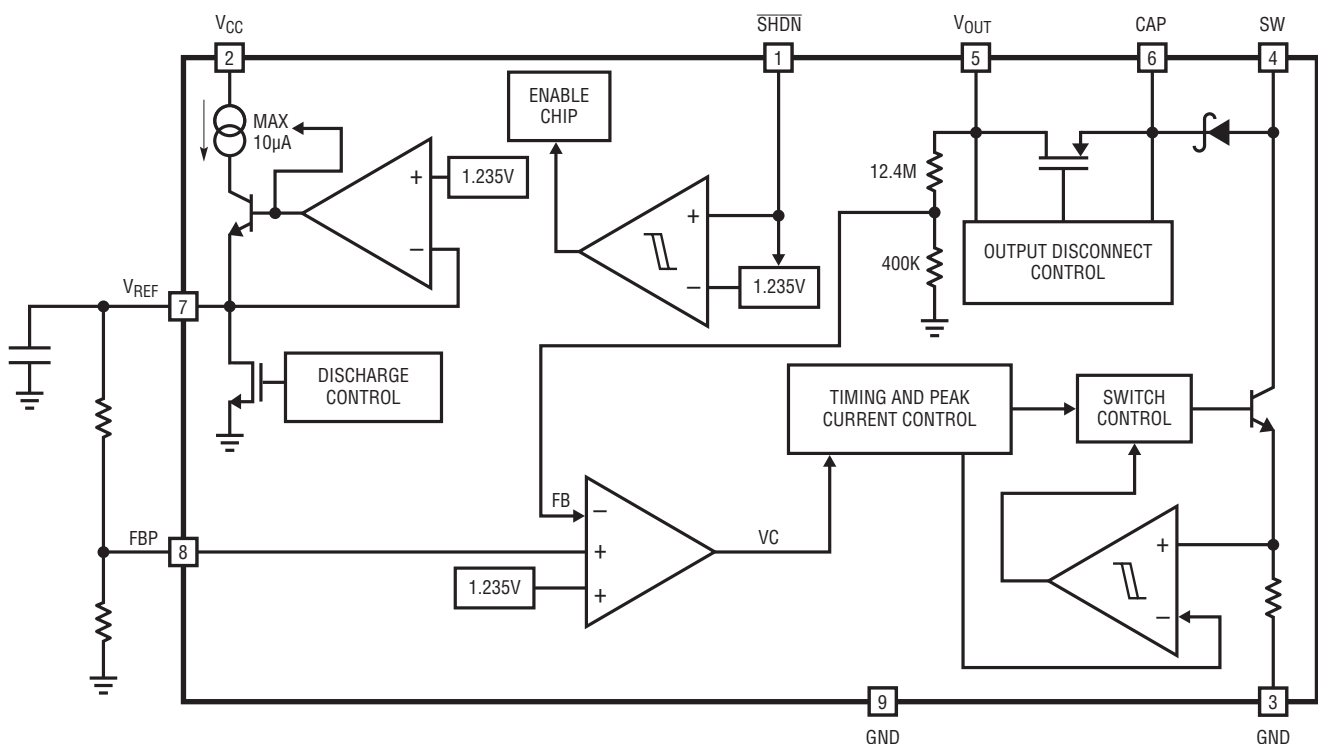 VCC
SHDN
VOUT
CAP
SW
2
1
5
6
4
MAX
10µA
+
1.235V
−
ENABLE
CHIP
+
−
1.235V
12.4M
400K
OUTPUT DISCONNECT
CONTROL
VREF
7
DISCHARGE
CONTROL
TIMING AND PEAK
CURRENT CONTROL
SWITCH
CONTROL
FB
−
VC
FBP
8
+
1.235V
+
+
−
9
GND
3
GND